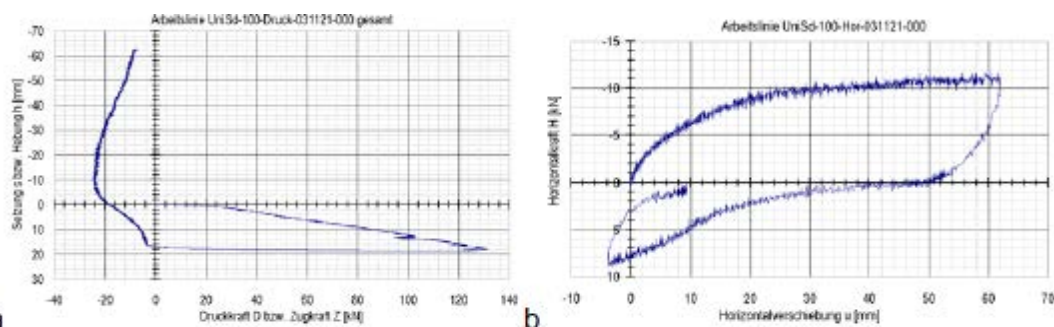 Arbeitslinie UniSd-100-Druck-031121-000 gesamt
-70
-60
-50
-40
-30
-20
-10
0
10
20
30
Setzung s bzw. Hebung h [mm]
-40 -20 0 20 40 60 80 100 120 140
Druckkraft D bzw. Zugkraft Z [kN]
Arbeitslinie UniSd-100-Hor-031121-000
-15
-10
-5
0
5
10
Horizontalkraft H [kN]
-10 0 10 20 30 40 50 60 70
Horizontalverschiebung u [mm]
b